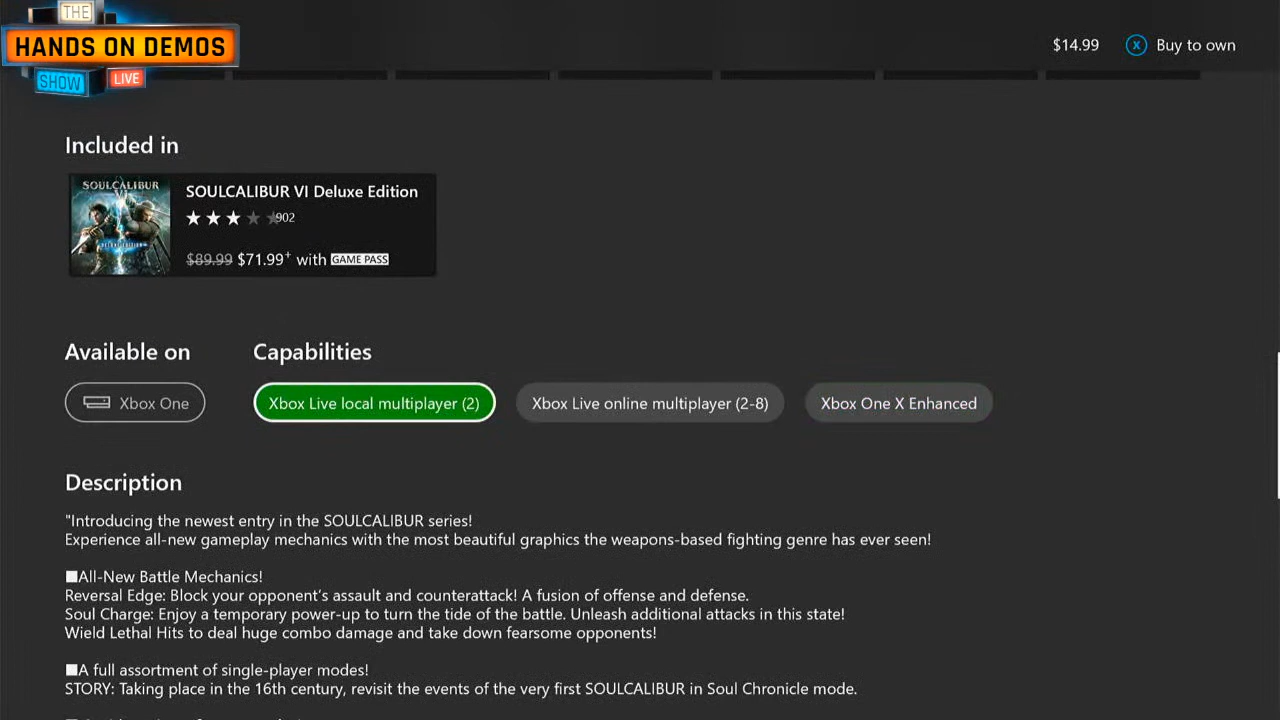 THE
HANDS ON DEMOS
SHOW LIVE
$14.99 X Buy to own
Included in
SOULCALIBUR
VI
DELUXE EDITION
SOULCALIBUR VI Deluxe Edition
902
$89.99 $71.99+ with GAME PASS
Available on
Capabilities
Xbox One
Xbox Live local multiplayer (2)
Xbox Live online multiplayer (2-8)
Xbox One X Enhanced
Description
"Introducing the newest entry in the SOULCALIBUR series!
Experience all-new gameplay mechanics with the most beautiful graphics the weapons-based fighting genre has ever seen!
■All-New Battle Mechanics!
Reversal Edge: Block your opponent's assault and counterattack! A fusion of offense and defense.
Soul Charge: Enjoy a temporary power-up to turn the tide of the battle. Unleash additional attacks in this state!
Wield Lethal Hits to deal huge combo damage and take down fearsome opponents!
■A full assortment of single-player modes!
STORY: Taking place in the 16th century, revisit the events of the very first SOULCALIBUR in Soul Chronicle mode.